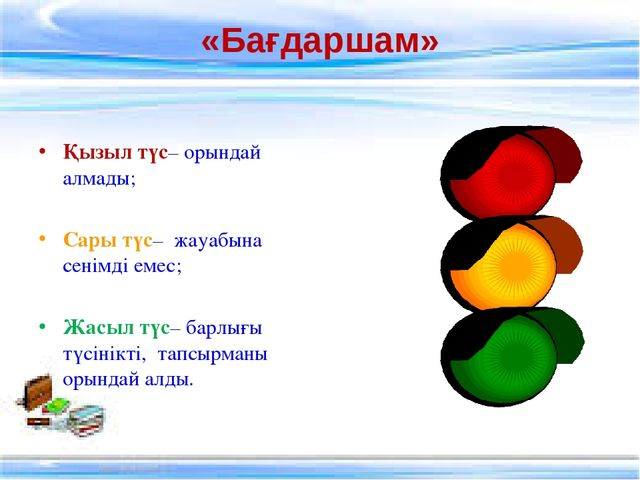 «Бағдаршам»
• Қызыл түс– орындай
алмады;
• Сары түс–  жауабына
сенімді емес;
• Жасыл түс– барлығы
түсінікті,  тапсырманы
орындай алды.